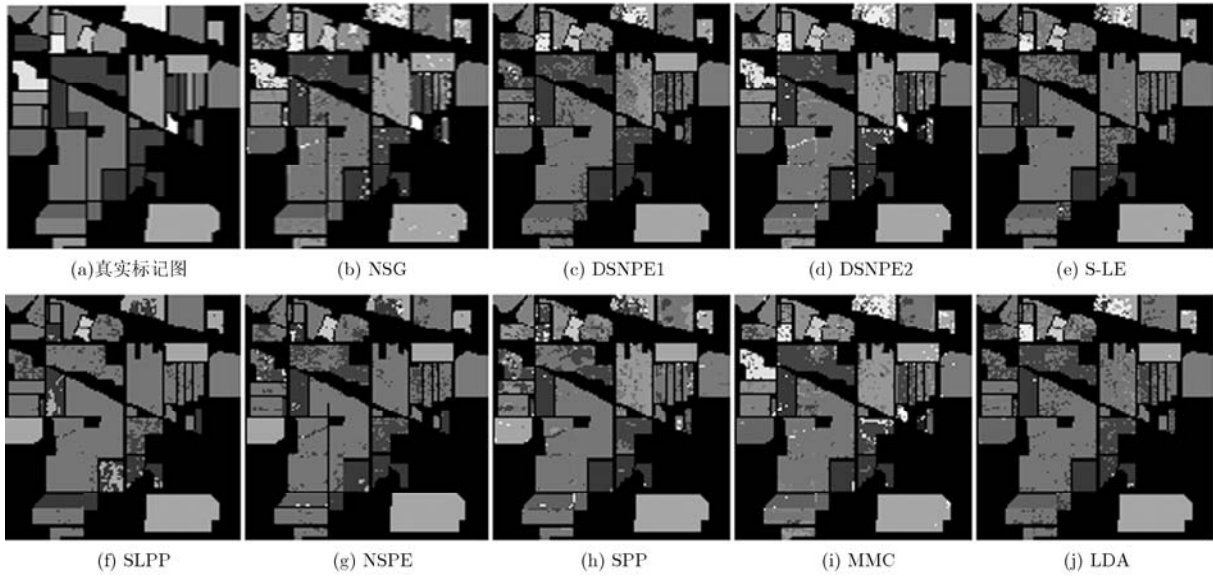 (a)真实标记图
(b) NSG
(c) DSNPE1
(d) DSNPE2
(e) S-LE
(f) SLPP
(g) NSPE
(h) SPP
(i) MMC
(j) LDA